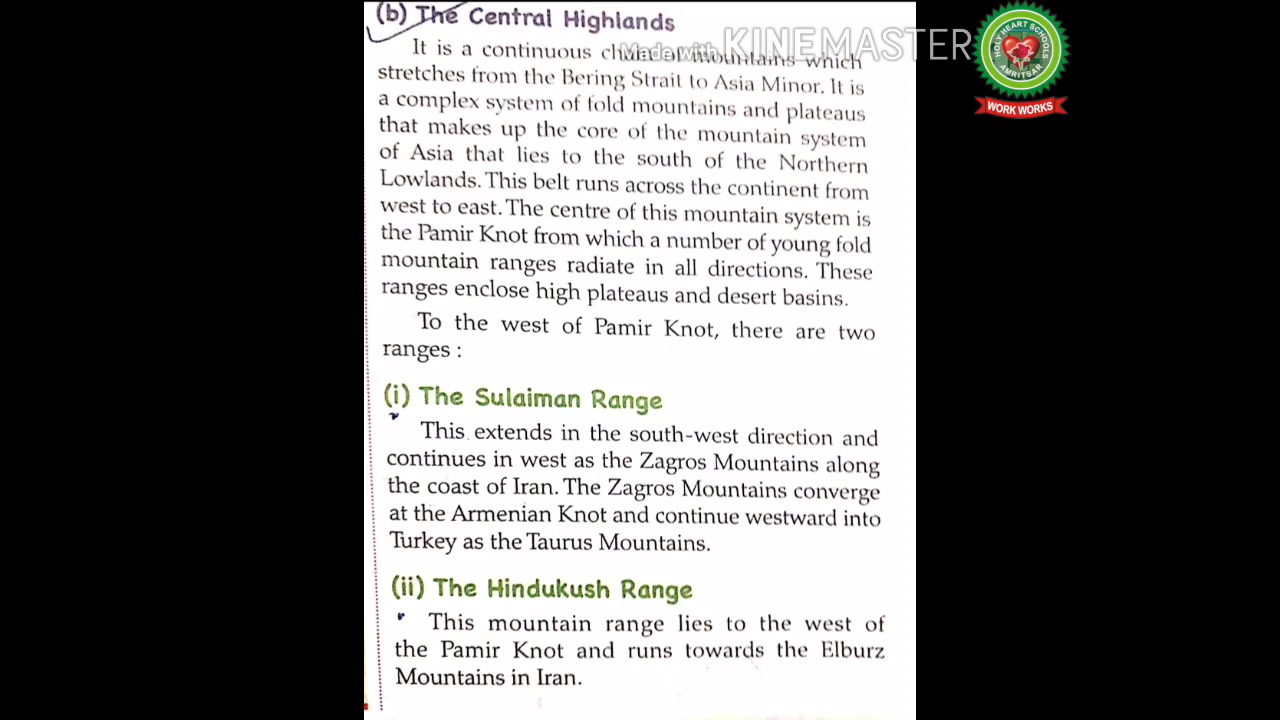 (b) The Central Highlands
It is a continuous chain of mountains which
Made with KINEMASTER
stretches from the Bering Strait to Asia Minor. It is
a complex system of fold mountains and plateaus
that makes up the core of the mountain system
of Asia that lies to the south of the Northern
Lowlands. This belt runs across the continent from
west to east. The centre of this mountain system is
the Pamir Knot from which a number of young fold
mountain ranges radiate in all directions. These
ranges enclose high plateaus and desert basins.
To the west of Pamir Knot, there are two
ranges :
(i) The Sulaiman Range
This extends in the south-west direction and
continues in west as the Zagros Mountains along
the coast of Iran. The Zagros Mountains converge
at the Armenian Knot and continue westward into
Turkey as the Taurus Mountains.
(ii) The Hindukush Range
This mountain range lies to the west of
the Pamir Knot and runs towards the Elburz
Mountains in Iran.
HOLY HEART SCHOOLS
AMRITSAR
WORK WORKS